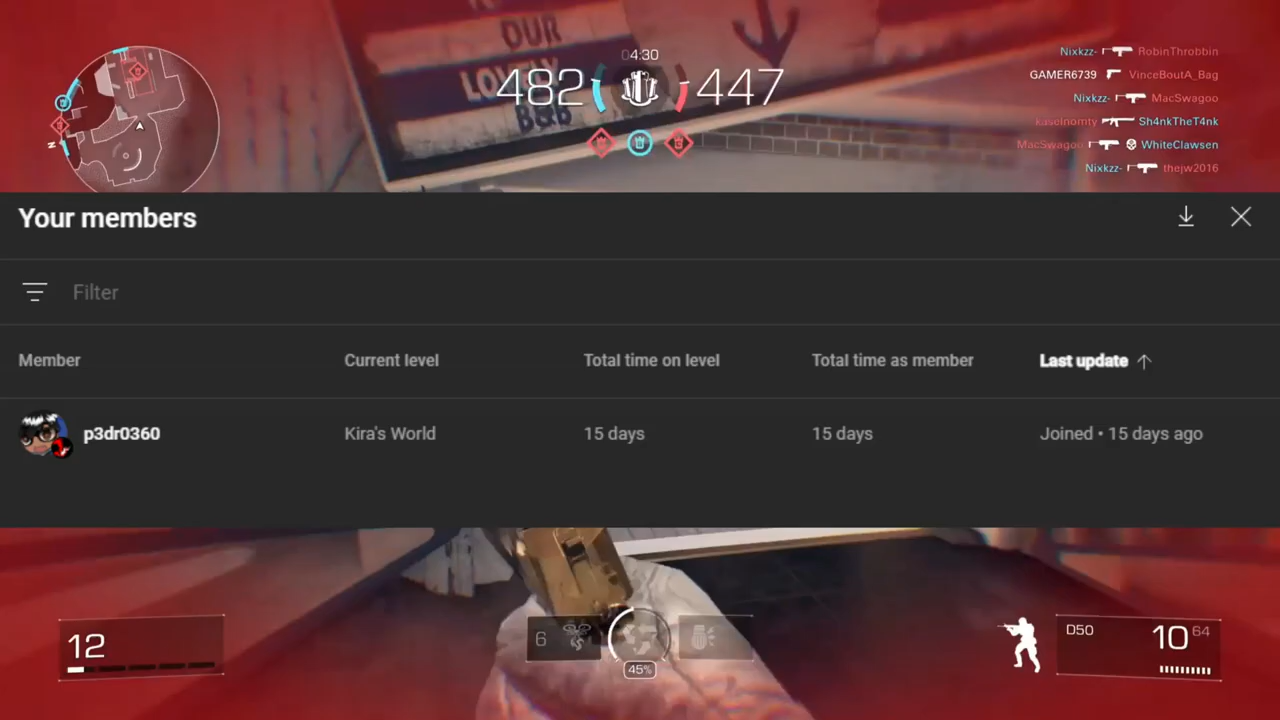 OUR
LOVELY
B&B
04:30
482 447
Nixkzz- RobinThrobbin
GAMER6739 VinceBoutA_Bag
Nixkzz- MacSwagoo
kaseinomty Sh4nkTheT4nk
MacSwagoo WhiteClawsen
Nixkzz- thejw2016
N
Your members
Filter
Member Current level Total time on level Total time as member Last update
p3dr0360 Kira's World 15 days 15 days Joined • 15 days ago
12
6
45%
D50 10 64